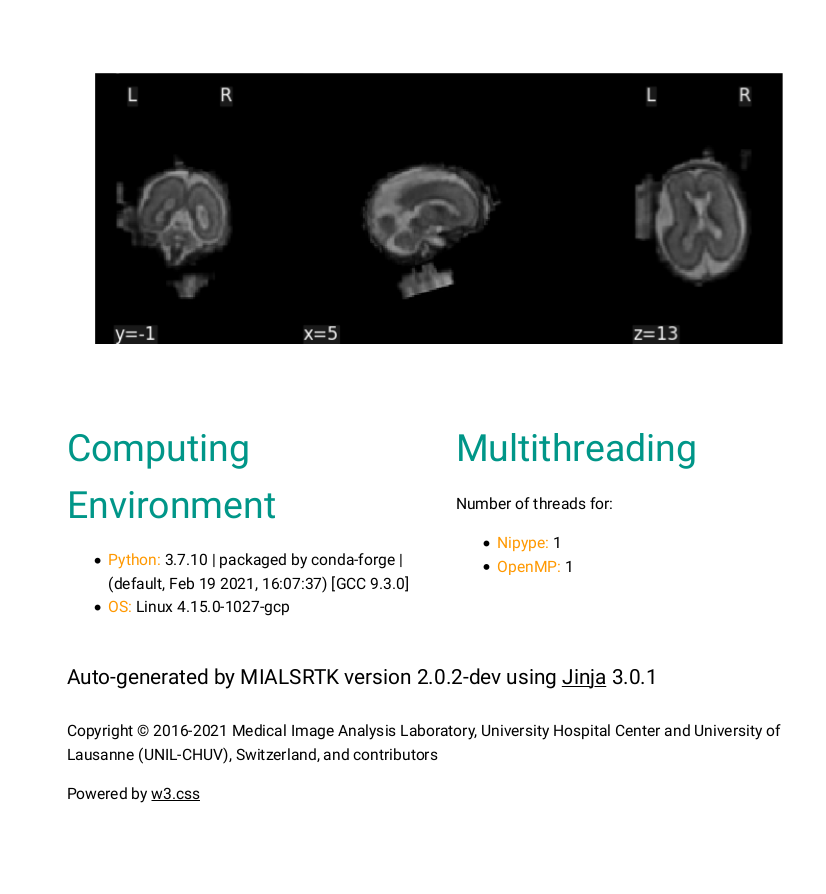 L R L R
y=-1 x=5 z=13
Computing
Environment
• Python: 3.7.10 | packaged by conda-forge |
(default, Feb 19 2021, 16:07:37) [GCC 9.3.0]
• OS: Linux 4.15.0-1027-gcp
Multithreading
Number of threads for:
• Nipype: 1
• OpenMP: 1
Auto-generated by MIALSRTK version 2.0.2-dev using Jinja 3.0.1
Copyright © 2016-2021 Medical Image Analysis Laboratory, University Hospital Center and University of
Lausanne (UNIL-CHUV), Switzerland, and contributors
Powered by w3.css